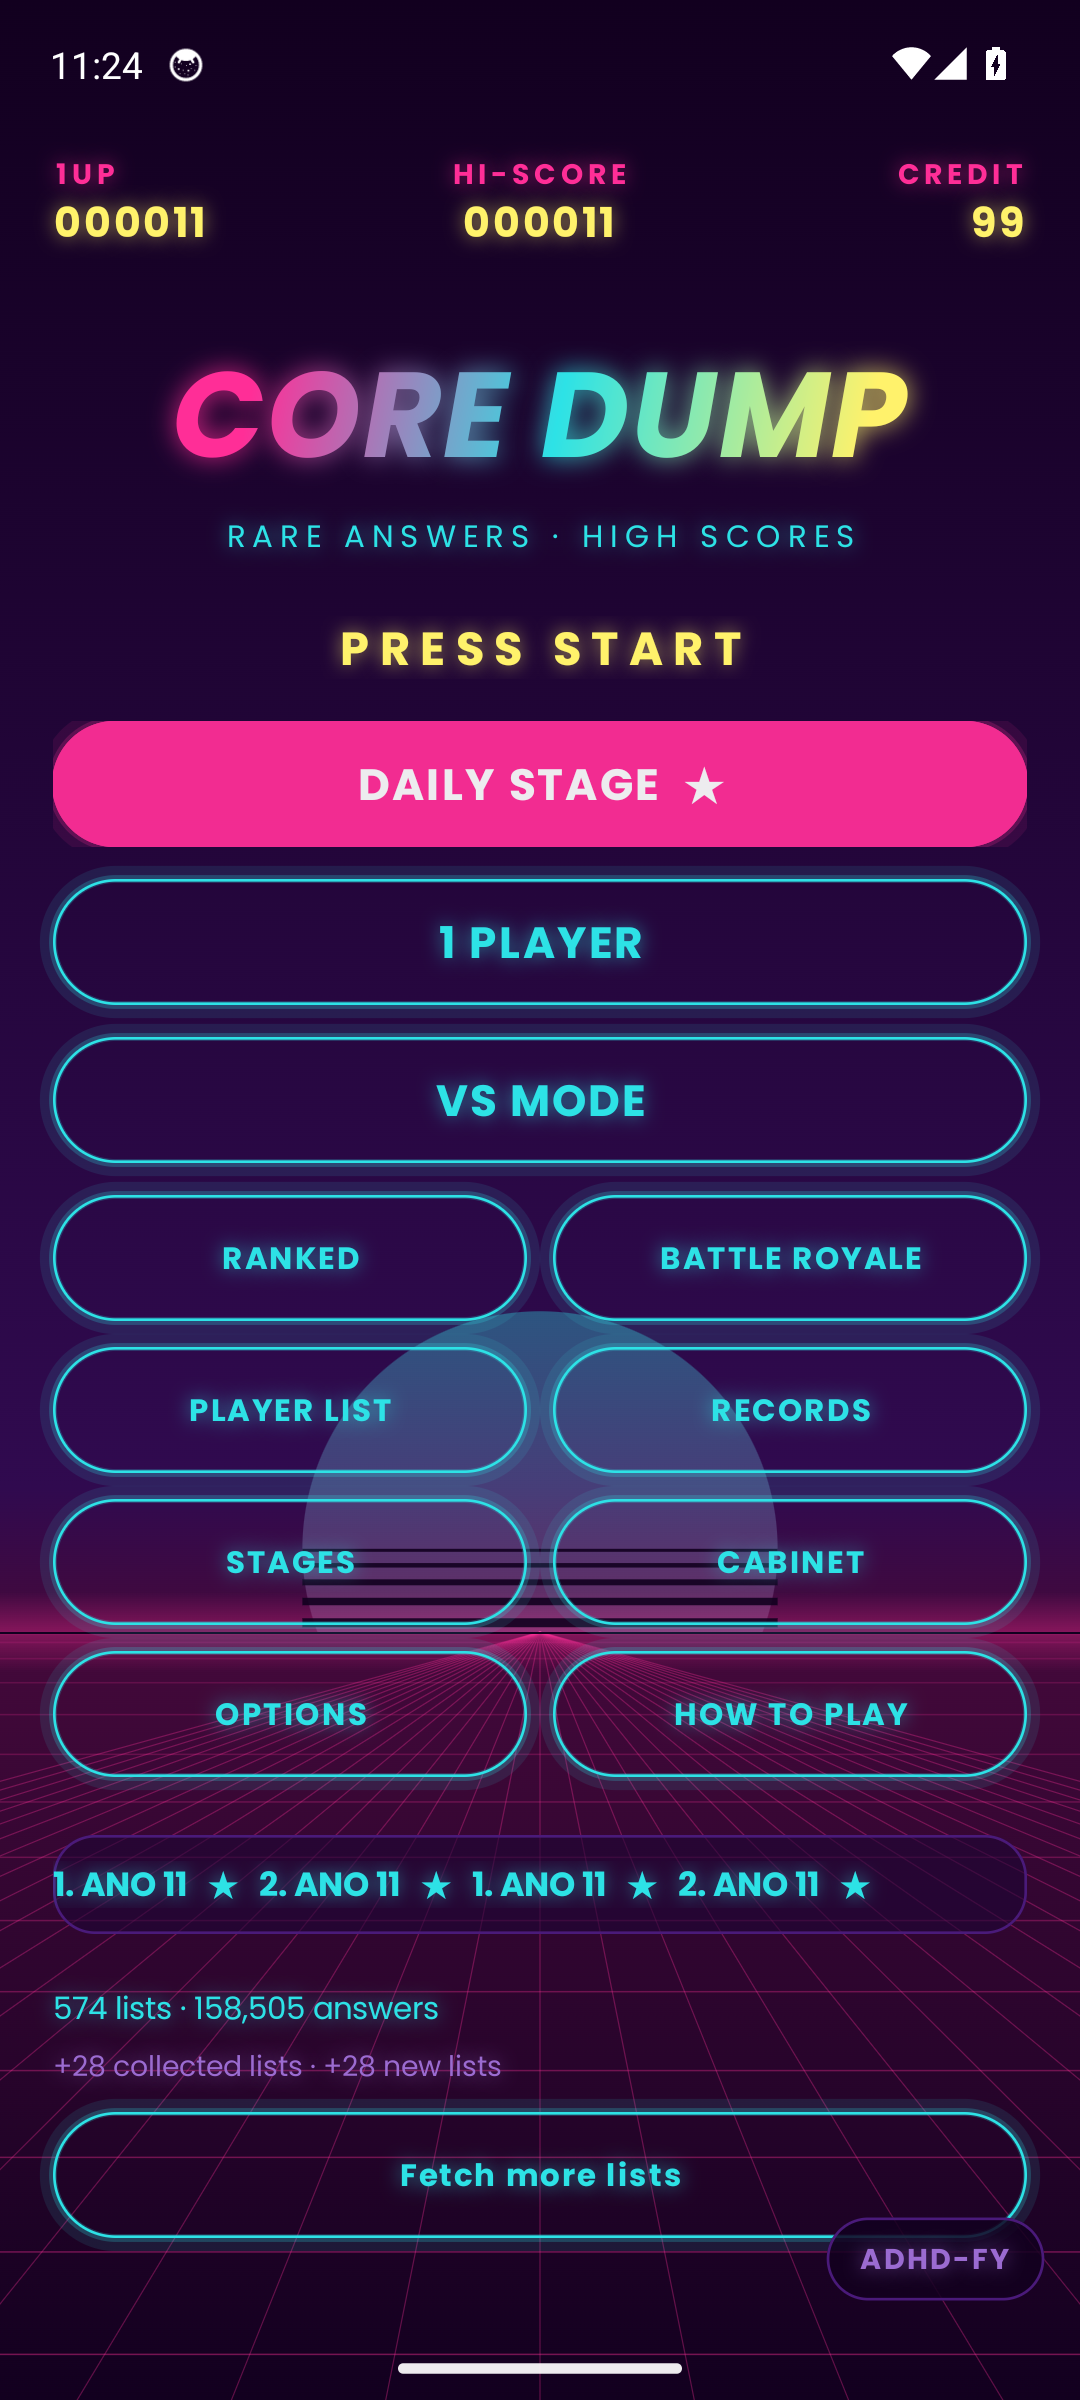 11:24
1UP HI-SCORE CREDIT
000011 000011 99
CORE DUMP
RARE ANSWERS · HIGH SCORES
PRESS START
DAILY STAGE ★
1 PLAYER
VS MODE
RANKED BATTLE ROYALE
PLAYER LIST RECORDS
STAGES CABINET
OPTIONS HOW TO PLAY
1. ANO 11 ★ 2. ANO 11 ★ 1. ANO 11 ★ 2. ANO 11 ★
574 lists · 158,505 answers
+28 collected lists · +28 new lists
Fetch more lists
ADHD-FY